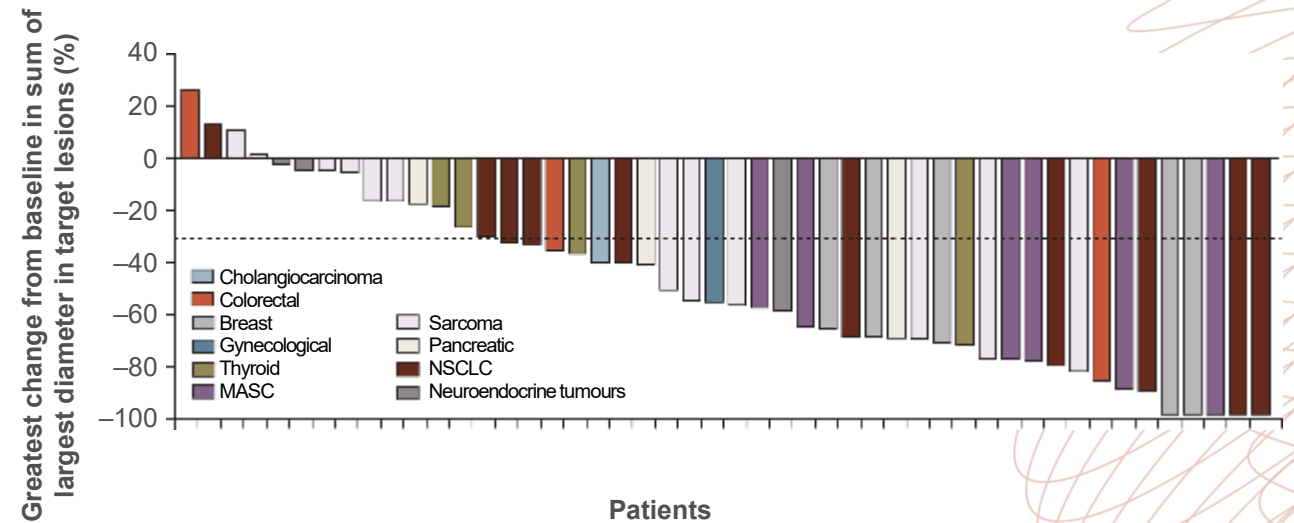 Greatest change from baseline in sum of
largest diameter in target lesions (%)
40
20
0
–20
–40
–60
–80
–100
Cholangiocarcinoma
Colorectal
Breast
Gynecological
Thyroid
MASC
Sarcoma
Pancreatic
NSCLC
Neuroendocrine tumours
Patients